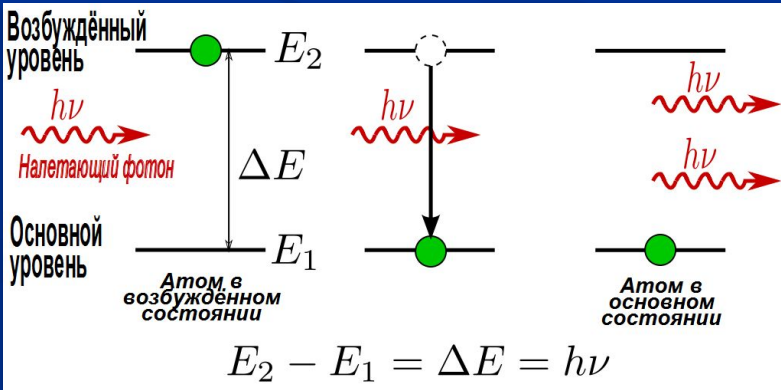 Возбуждённый
уровень
E₂
hν
Налетающий фотон
ΔE
Основной
уровень
E₁
Атом в
возбуждённом
состоянии
hν
hν
hν
Атом в
основном
состоянии
E₂ − E₁ = ΔE = hν